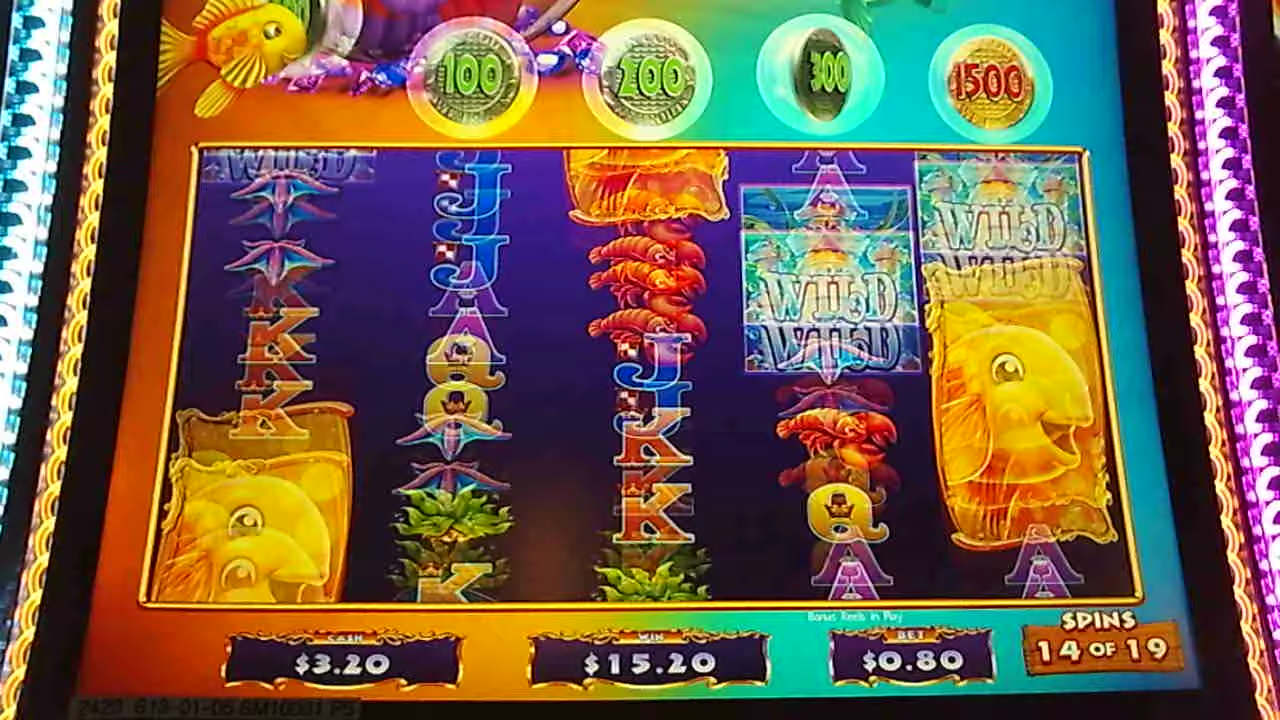 100 200 300 1500
WILD
WILD
WILD
WILD
WILD
A
J
J
J
A
A
K
K
K
Q
Q
J
J
K
K
K
Q
A
A
Bonus Reels in Play
CASH
$3.20
WIN
$15.20
BET
$0.80
SPINS
14 OF 19